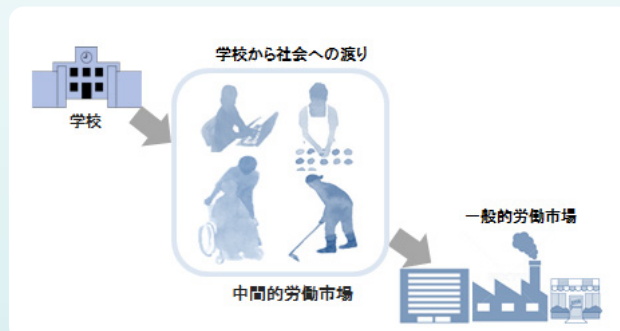 学校から社会への渡り
学校
中間的労働市場
一般的労働市場